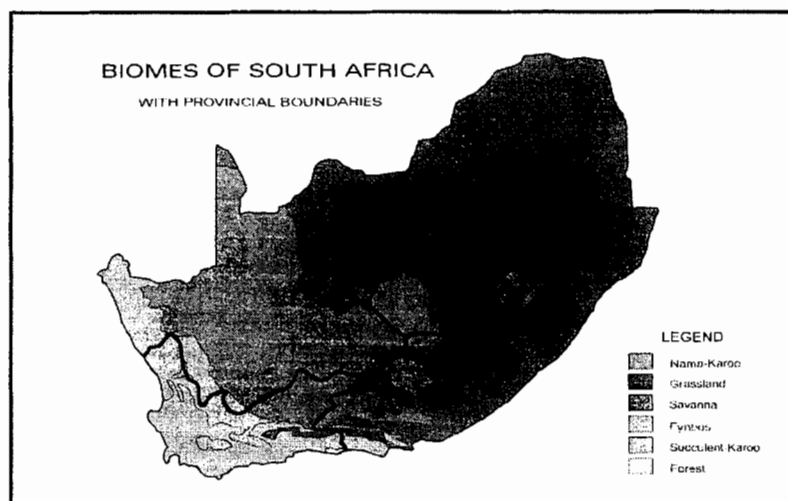 BIOMES OF SOUTH AFRICA
WITH PROVINCIAL BOUNDARIES
LEGEND
Nama-Karoo
Grassland
Savanna
Fynbos
Succulent-Karoo
Forest